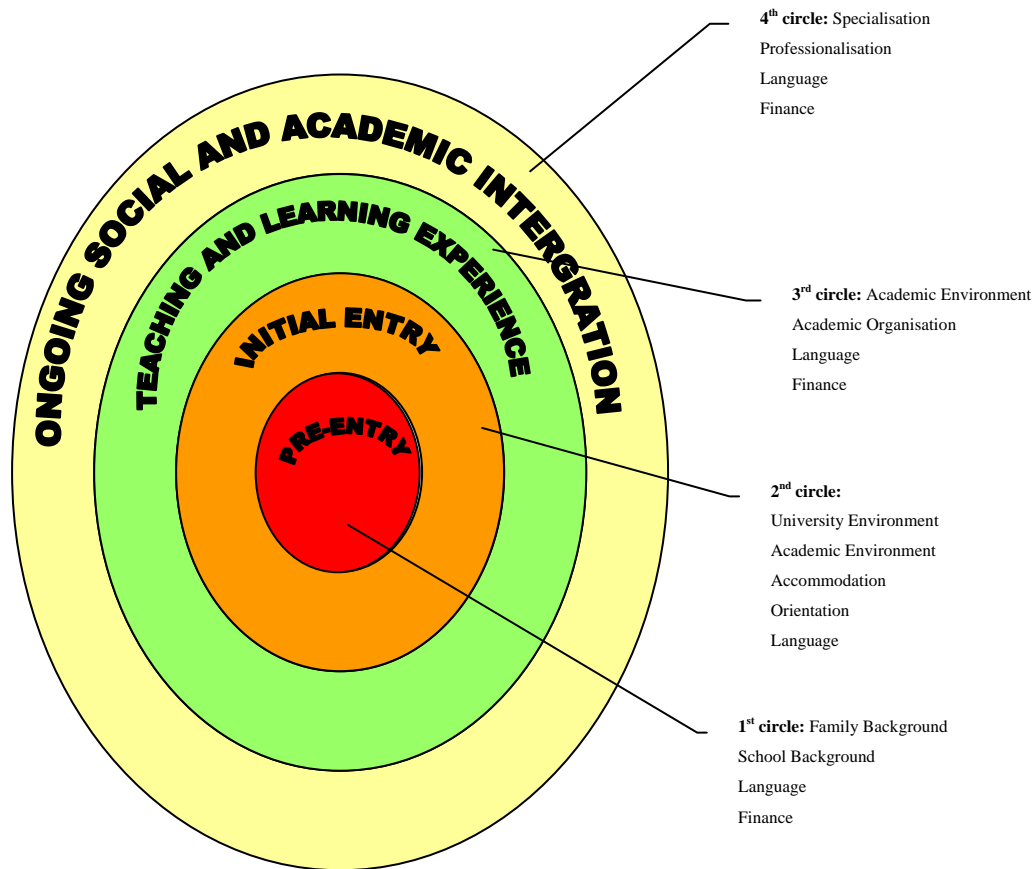 ONGOING SOCIAL AND ACADEMIC INTERGRATION
TEACHING AND LEARNING EXPERIENCE
INITIAL ENTRY
PRE-ENTRY
4th circle: Specialisation
Professionalisation
Language
Finance
3rd circle: Academic Environment
Academic Organisation
Language
Finance
2nd circle:
University Environment
Academic Environment
Accommodation
Orientation
Language
1st circle: Family Background
School Background
Language
Finance